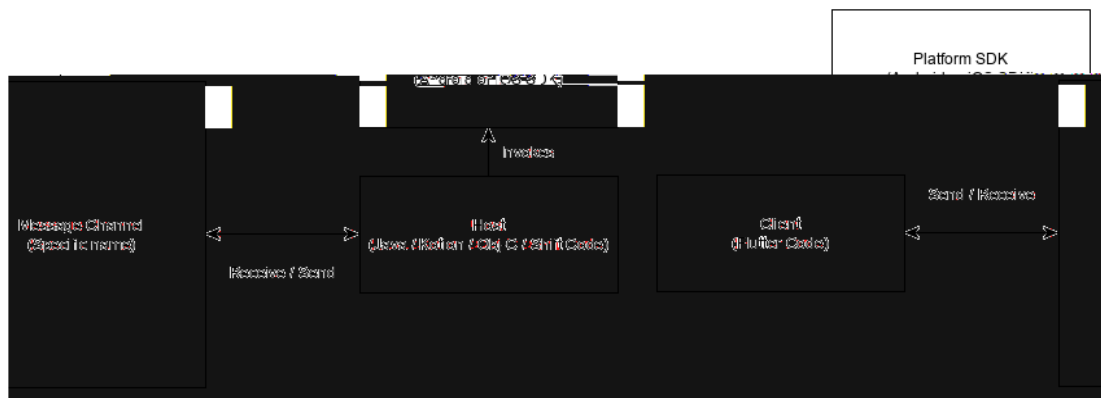 Platform SDK
Invokes
Send / Receive
Message Channel
(Specific name)
Host
(Java / Kotlin / Obj C / Shift Code)
Client
(Flutter Code)
Receive / Send